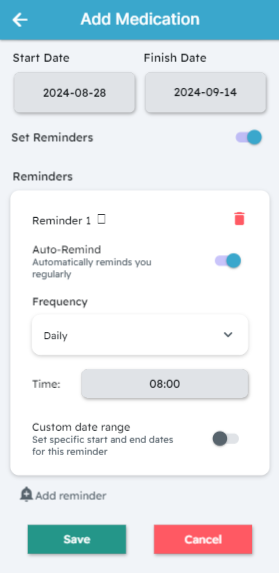 Add Medication
Start Date Finish Date
2024-08-28 2024-09-14
Set Reminders
Reminders
Reminder 1
Auto-Remind
Automatically reminds you
regularly
Frequency
Daily
Time: 08:00
Custom date range
Set specific start and end dates
for this reminder
Add reminder
Save Cancel